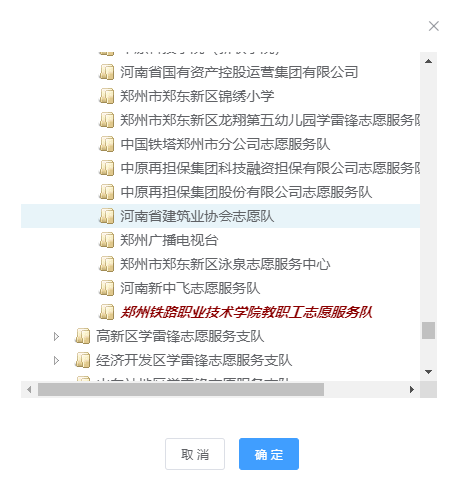 河南省国有资产控股运营集团有限公司
郑州市郑东新区锦绣小学
郑州市郑东新区龙翔第五幼儿园学雷锋志愿服务队
中国铁塔郑州市分公司志愿服务队
中原再担保集团科技融资担保有限公司志愿服务队
中原再担保集团股份有限公司志愿服务队
河南省建筑业协会志愿队
郑州广播电视台
郑州市郑东新区泳泉志愿服务中心
河南新中飞志愿服务队
郑州铁路职业技术学院教职工志愿服务队
高新区学雷锋志愿服务支队
经济开发区学雷锋志愿服务支队
取消
确定